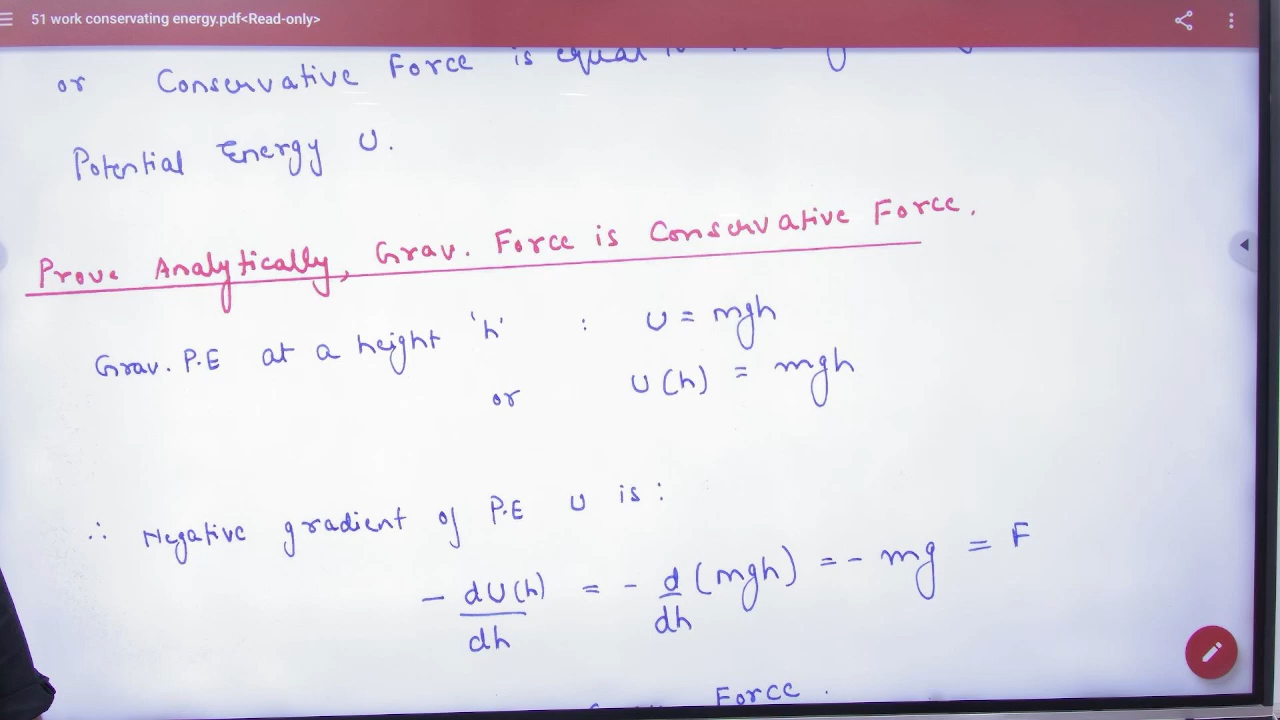 51 work conservating energy.pdf<Read-only>
or Conservative Force is equal
Potential Energy U.
Prove Analytically, Grav. Force is Conservative Force.
Grav. P.E at a height 'h' : U = mgh
or U(h) = mgh
∴ Negative gradient of P.E U is :
- dU(h)/dh = - d/dh (mgh) = - mg = F
Force.